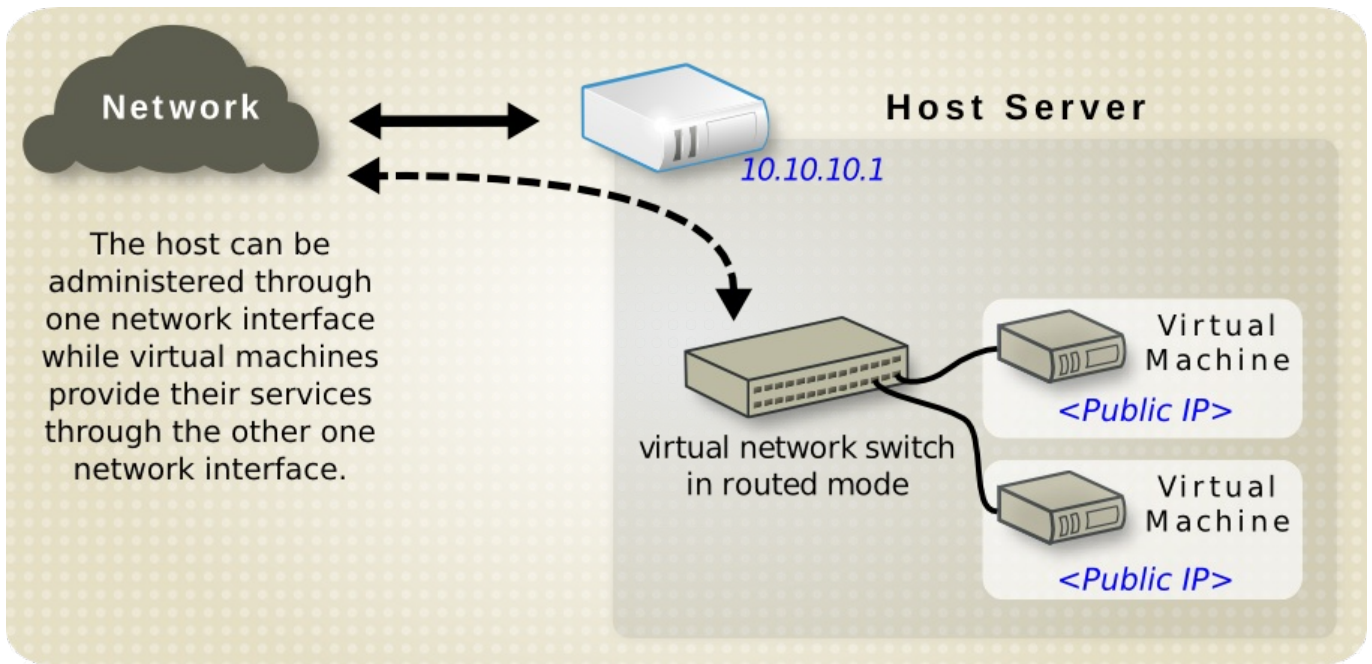 Network
Host Server
10.10.10.1
The host can be
administered through
one network interface
while virtual machines
provide their services
through the other one
network interface.
virtual network switch
in routed mode
Virtual
Machine
<Public IP>
Virtual
Machine
<Public IP>